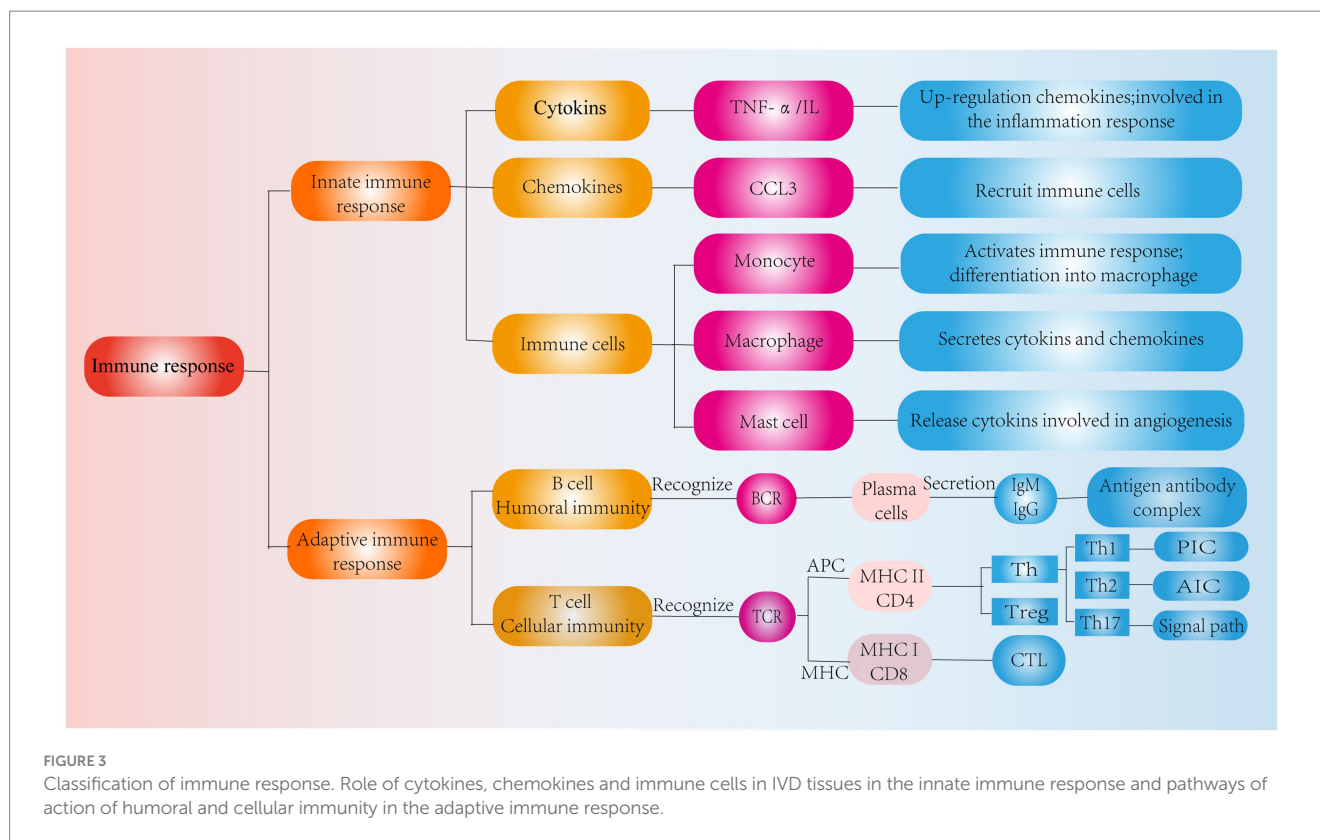 Cytokins
TNF- α /IL
Up-regulation chemokines;involved in
the inflammation response
Innate immune
response
Chemokines
CCL3
Recruit immune cells
Monocyte
Activates immune response;
differentiation into macrophage
Immune response
Immune cells
Macrophage
Secretes cytokins and chemokines
Mast cell
Release cytokins involved in angiogenesis
Adaptive immune
response
B cell
Humoral immunity
Recognize
BCR
Plasma
cells
Secretion
IgM
IgG
Antigen antibody
complex
T cell
Cellular immunity
Recognize
TCR
APC
MHC II
CD4
Th
Treg
Th1
PIC
Th2
AIC
Th17
Signal path
MHC
MHC I
CD8
CTL
FIGURE 3
Classification of immune response. Role of cytokines, chemokines and immune cells in IVD tissues in the innate immune response and pathways of
action of humoral and cellular immunity in the adaptive immune response.